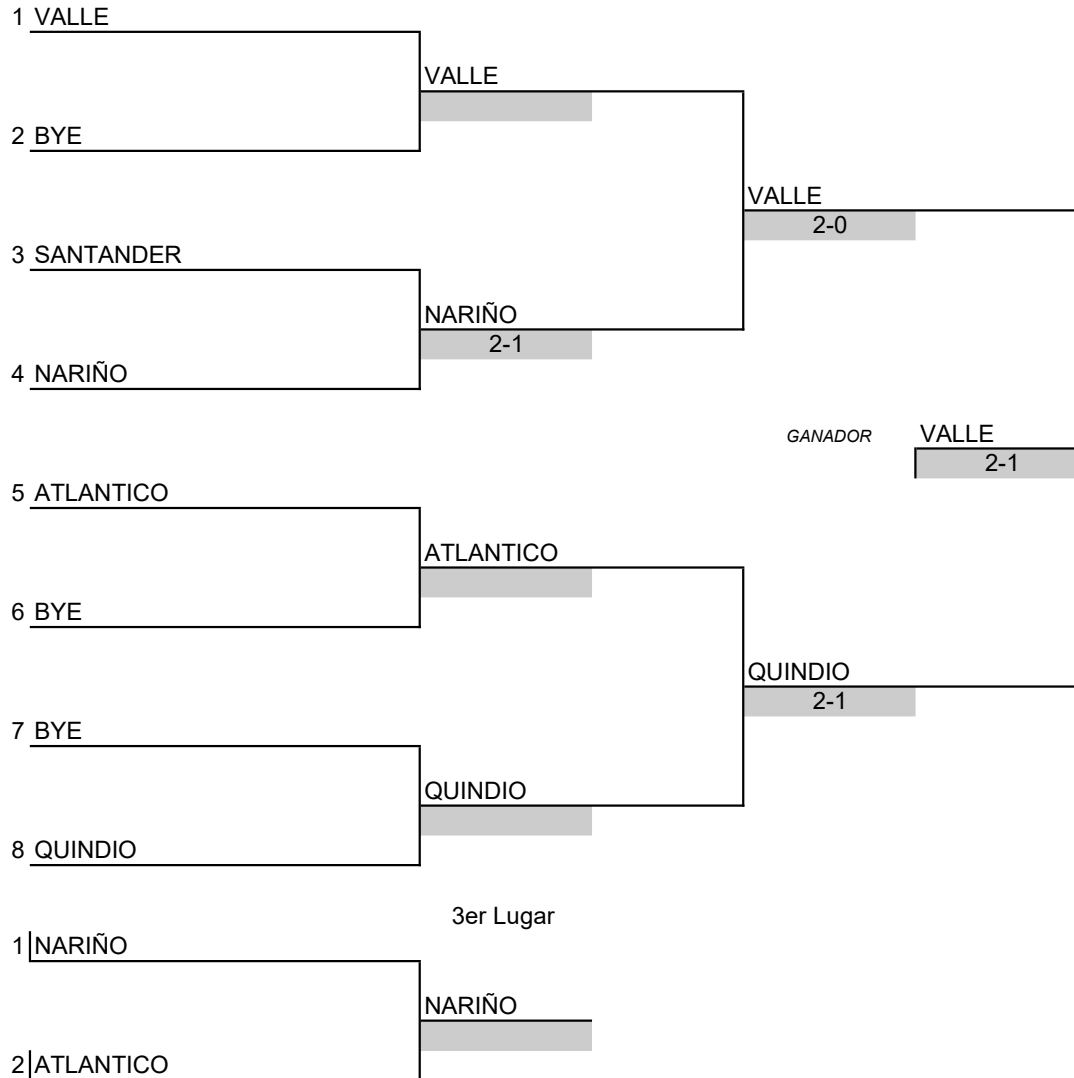 1 VALLE
VALLE
2 BYE
VALLE
2-0
3 SANTANDER
NARIÑO
2-1
4 NARIÑO
GANADOR VALLE
2-1
5 ATLANTICO
ATLANTICO
6 BYE
QUINDIO
2-1
7 BYE
QUINDIO
8 QUINDIO
3er Lugar
1 NARIÑO
NARIÑO
2 ATLANTICO